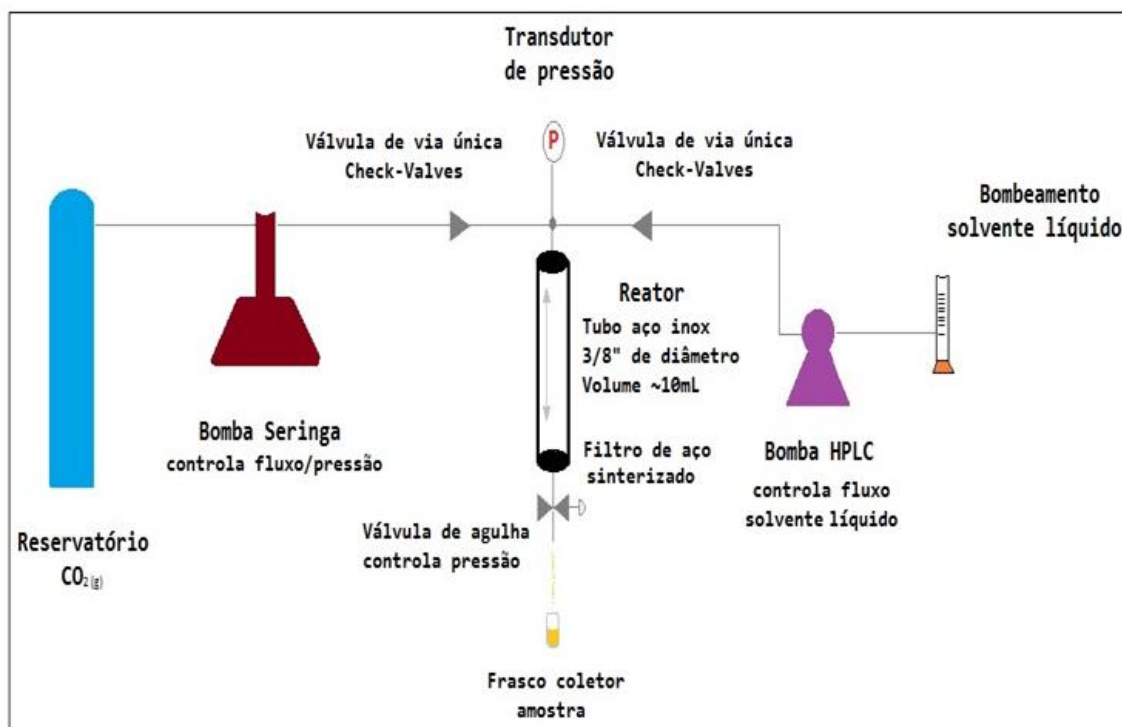 Transdutor
de pressão
P
Válvula de via única
Check-Valves
Válvula de via única
Check-Valves
Bombeamento
solvente líquido
Reator
Tubo aço inox
3/8" de diâmetro
Volume ~10mL
Bomba Seringa
controla fluxo/pressão
Filtro de aço
sinterizado
Bomba HPLC
controla fluxo
solvente líquido
Válvula de agulha
controla pressão
Reservatório
CO₂(g)
Frasco coletor
amostra